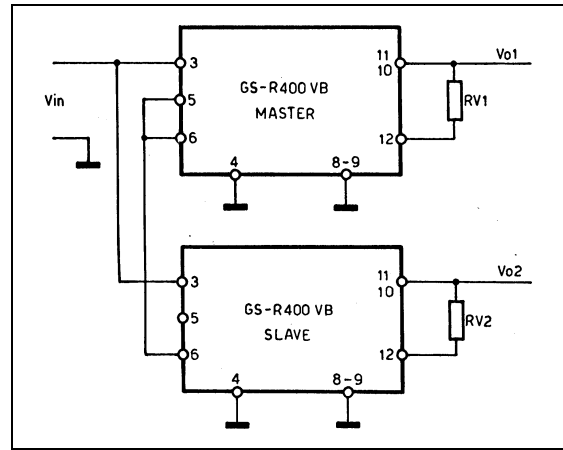 3
5
6
GS-R400 VB
MASTER
11
10
12
4
8-9
Vin
Vo1
RV1
3
5
6
GS-R400 VB
SLAVE
11
10
12
4
8-9
Vo2
RV2